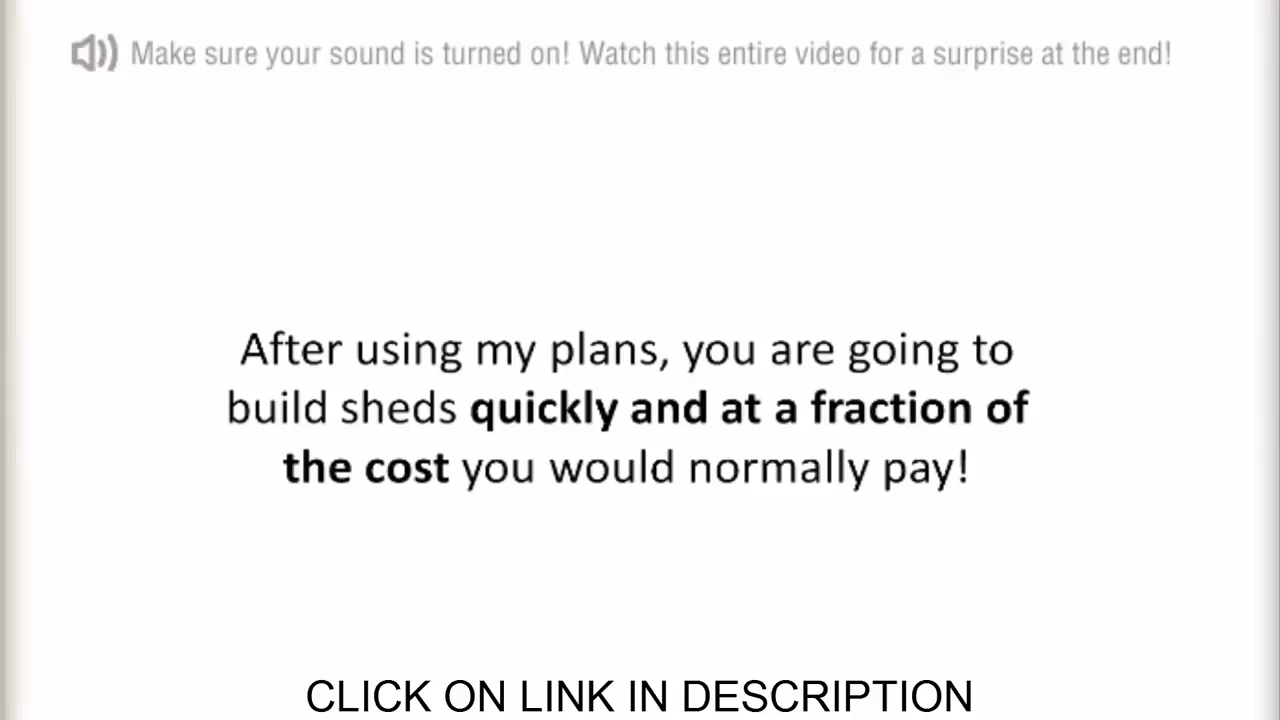 Make sure your sound is turned on! Watch this entire video for a surprise at the end!
After using my plans, you are going to
build sheds quickly and at a fraction of
the cost you would normally pay!
CLICK ON LINK IN DESCRIPTION